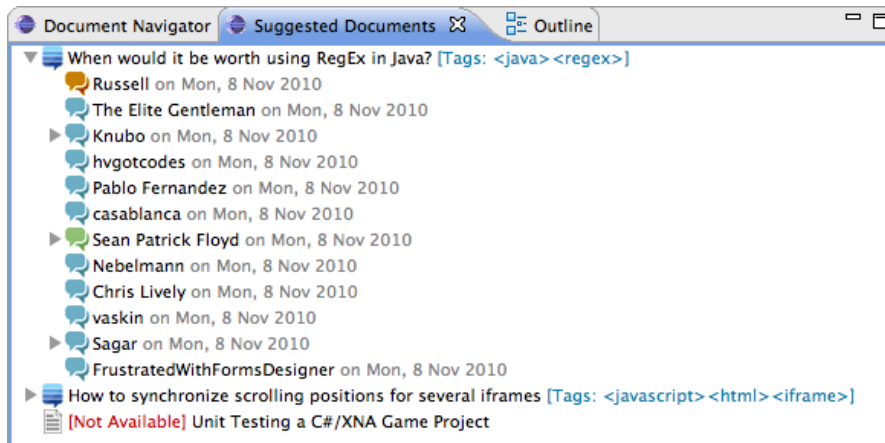 Document Navigator Suggested Documents Outline
When would it be worth using RegEx in Java? [Tags: <java><regex>]
Russell on Mon, 8 Nov 2010
The Elite Gentleman on Mon, 8 Nov 2010
Knubo on Mon, 8 Nov 2010
hvgotcodes on Mon, 8 Nov 2010
Pablo Fernandez on Mon, 8 Nov 2010
casablanca on Mon, 8 Nov 2010
Sean Patrick Floyd on Mon, 8 Nov 2010
Nebelmann on Mon, 8 Nov 2010
Chris Lively on Mon, 8 Nov 2010
vaskin on Mon, 8 Nov 2010
Sagar on Mon, 8 Nov 2010
FrustratedWithFormsDesigner on Mon, 8 Nov 2010
How to synchronize scrolling positions for several iframes [Tags: <javascript><html><iframe>]
[Not Available] Unit Testing a C#/XNA Game Project